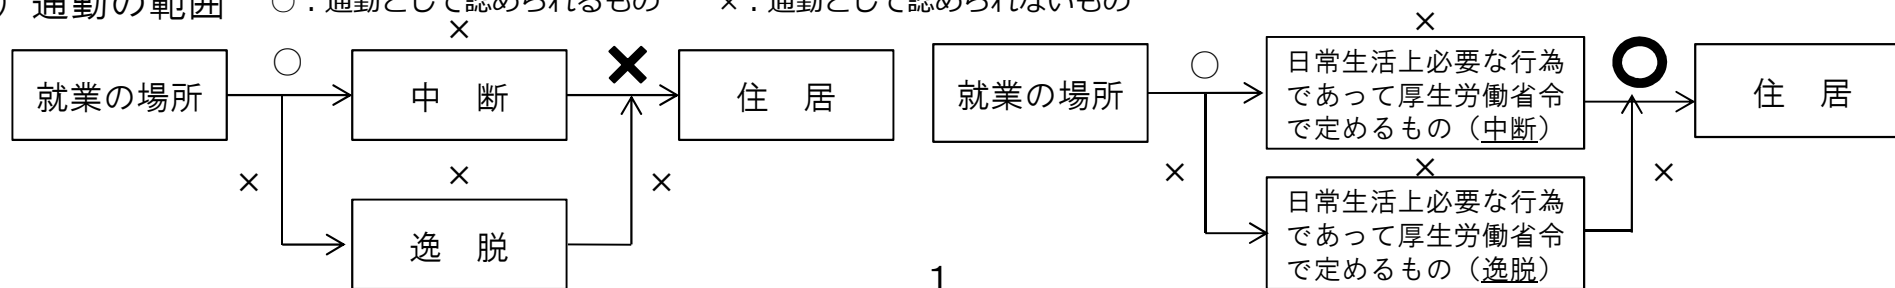 ) 通勤の範囲　○：通勤として認められるもの　×：通勤として認められないもの
就業の場所
○
×
中　断
×
住　居
×
×
逸　脱
×
就業の場所
○
×
日常生活上必要な行為
であって厚生労働省令
で定めるもの（中断）
○
住　居
×
×
日常生活上必要な行為
であって厚生労働省令
で定めるもの（逸脱）
×
1